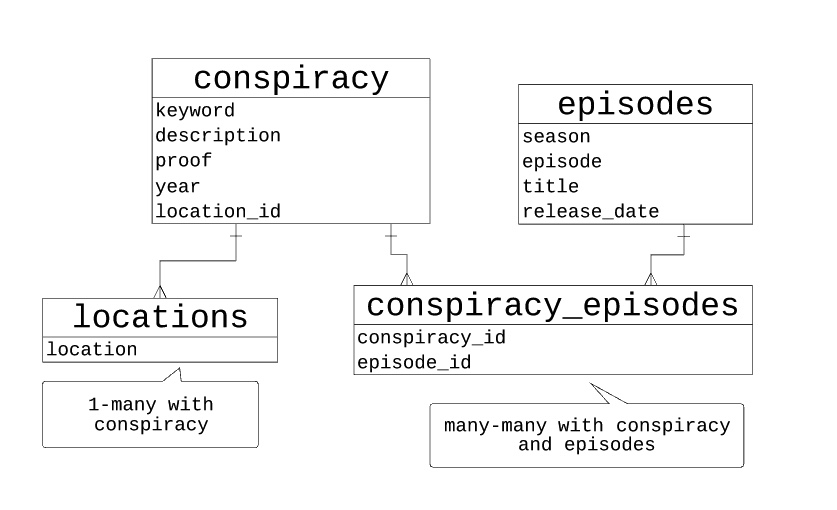 conspiracy
keyword
description
proof
year
location_id
episodes
season
episode
title
release_date
locations
location
conspiracy_episodes
conspiracy_id
episode_id
1-many with
conspiracy
many-many with conspiracy
and episodes